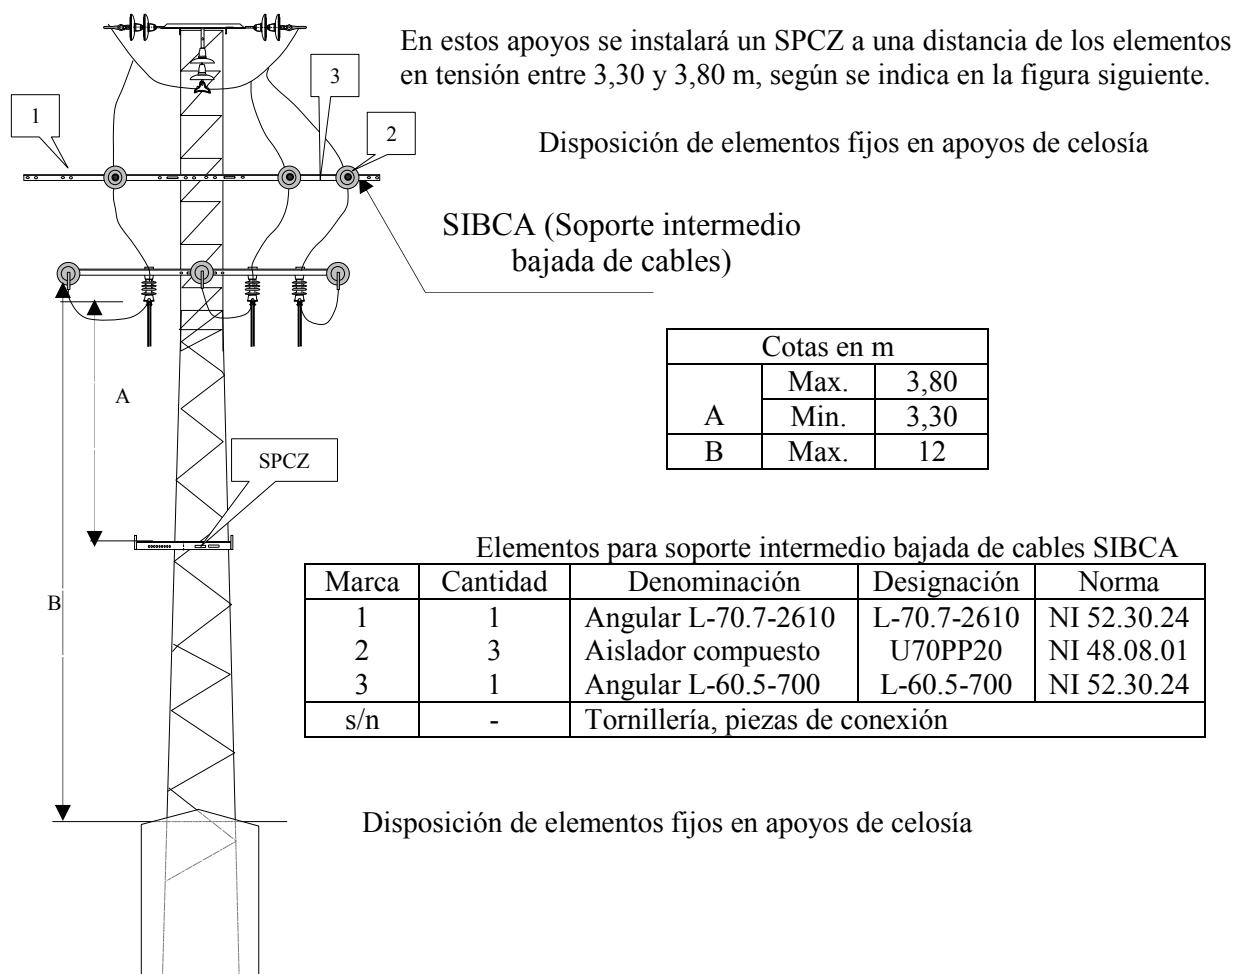 En estos apoyos se instalará un SPCZ a una distancia de los elementos
en tensión entre 3,30 y 3,80 m, según se indica en la figura siguiente.
3
1
2
Disposición de elementos fijos en apoyos de celosía
SIBCA (Soporte intermedio
bajada de cables)
Cotas en m
Max. 3,80
A Min. 3,30
B Max. 12
A
SPCZ
B
Elementos para soporte intermedio bajada de cables SIBCA
Marca Cantidad Denominación Designación Norma
1 1 Angular L-70.7-2610 L-70.7-2610 NI 52.30.24
2 3 Aislador compuesto U70PP20 NI 48.08.01
3 1 Angular L-60.5-700 L-60.5-700 NI 52.30.24
s/n - Tornillería, piezas de conexión
Disposición de elementos fijos en apoyos de celosía